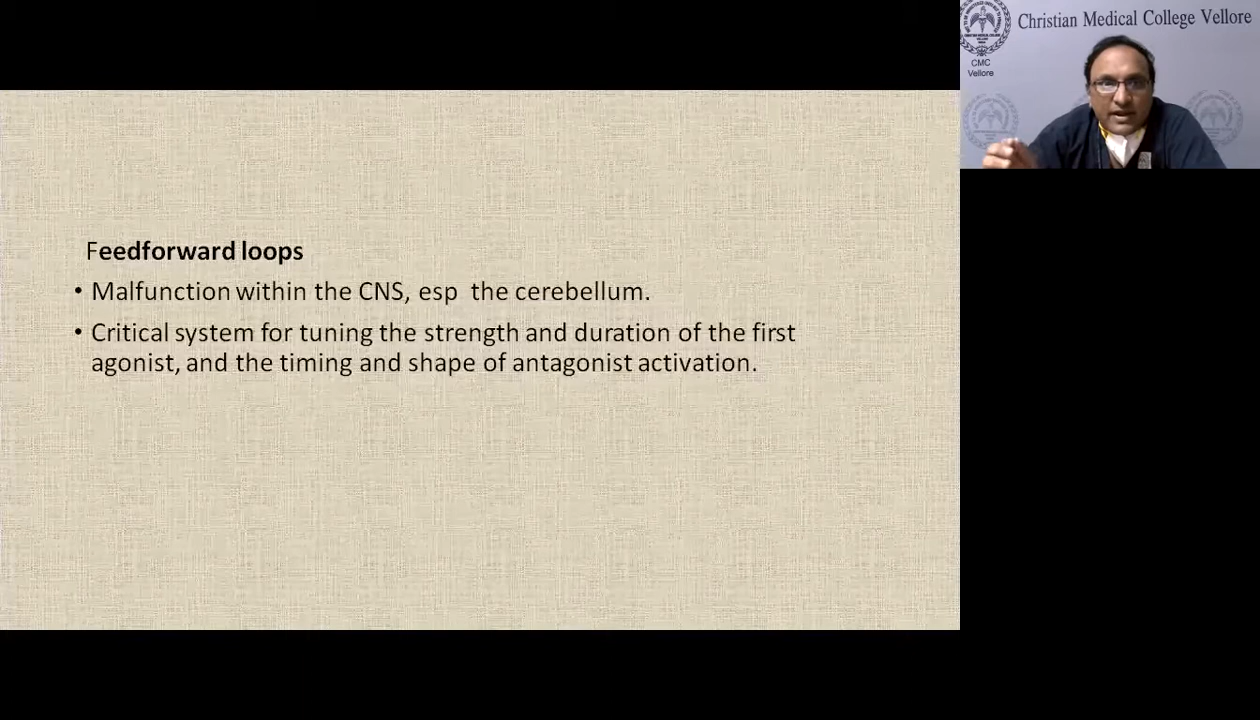 Christian Medical College Vellore
CMC
Vellore
Feedforward loops
• Malfunction within the CNS, esp the cerebellum.
• Critical system for tuning the strength and duration of the first
agonist, and the timing and shape of antagonist activation.